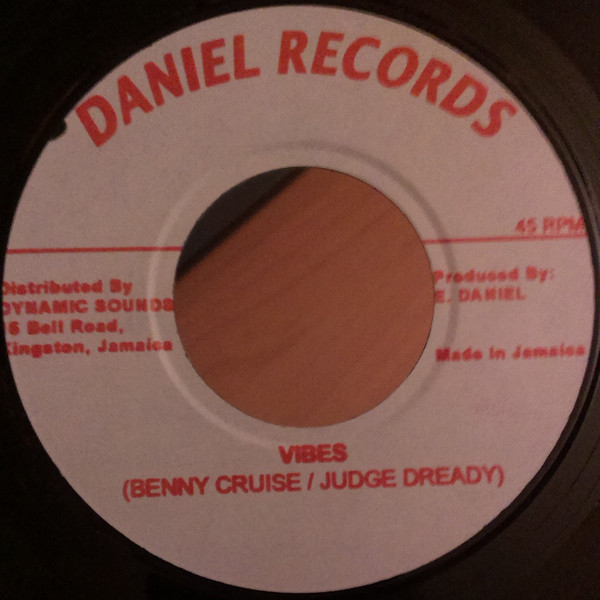 DANIEL RECORDS
45 RPM
Distributed By
DYNAMIC SOUNDS
Bell Road,
Kingston, Jamaica
Produced By:
E. DANIEL
Made In Jamaica
VIBES
(BENNY CRUISE / JUDGE DREADY)